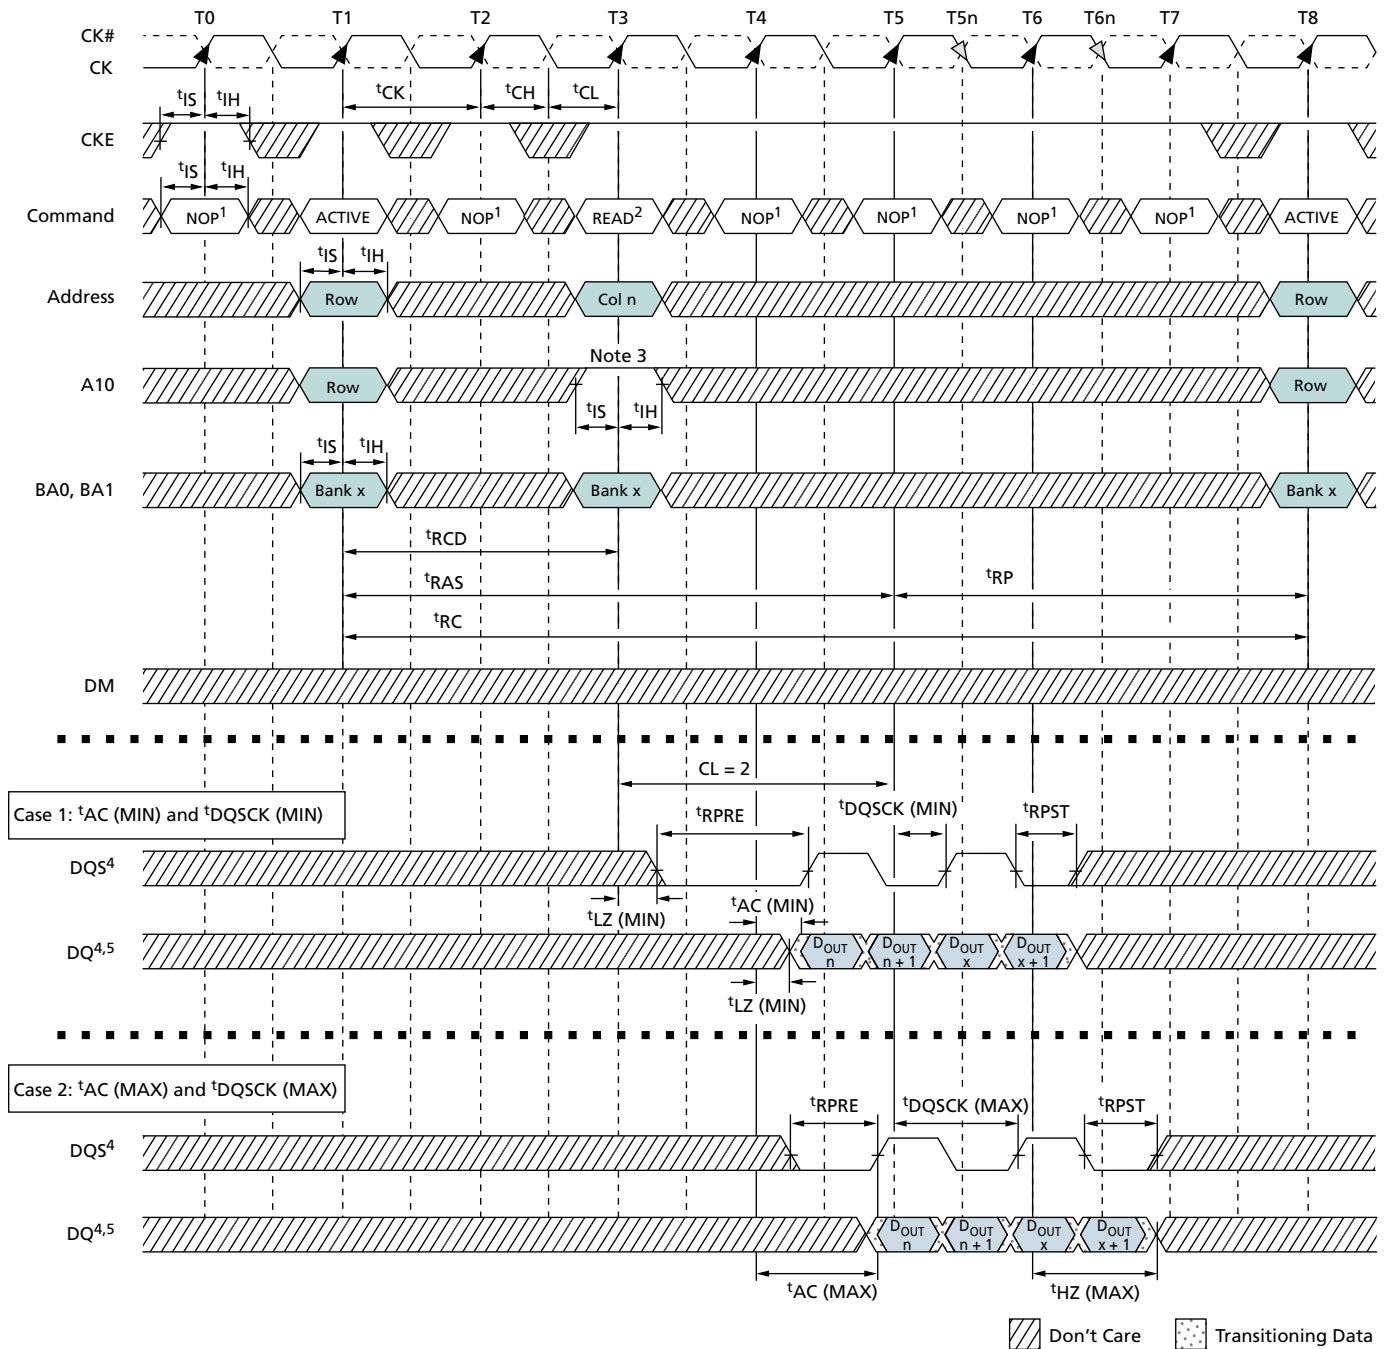 T0 T1 T2 T3 T4 T5 T5n T6 T6n T7 T8
CK#
CK
tIS tIH tCK tCH tCL
CKE
tIS tIH
Command NOP1 ACTIVE NOP1 READ2 NOP1 NOP1 NOP1 NOP1 ACTIVE
tIS tIH
Address Row Col n Row
Note 3
A10 Row Row
tIS tIH
tIS tIH
BA0, BA1 Bank x Bank x Bank x
tRCD
tRAS tRP
tRC
DM
CL = 2
Case 1: tAC (MIN) and tDQSCK (MIN)
tRPRE tDQSCK (MIN) tRPST
DQS4
tLZ (MIN) tAC (MIN)
DQ4,5 DOUT n DOUT n + 1 DOUT x DOUT x + 1
tLZ (MIN)
Case 2: tAC (MAX) and tDQSCK (MAX)
tRPRE tDQSCK (MAX) tRPST
DQS4
DQ4,5 DOUT n DOUT n + 1 DOUT x DOUT x + 1
tAC (MAX) tHZ (MAX)
Don't Care Transitioning Data